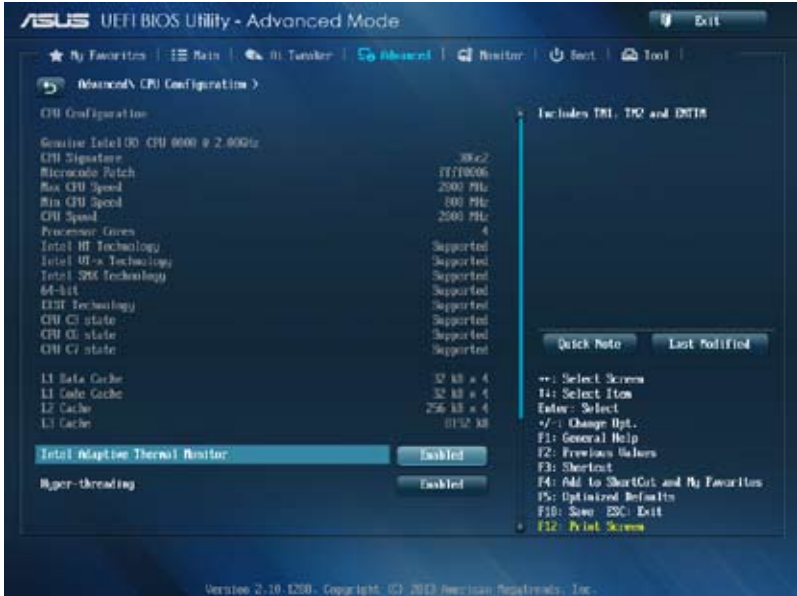 ASUS UEFI BIOS Utility - Advanced Mode
Exit
My Favorites | Main | Ai Tweaker | Advanced | Monitor | Boot | Tool
Advanced\ CPU Configuration >
CPU Configuration
Includes TM1, TM2 and EMTTM
Genuine Intel(R) CPU 0000 @ 2.00GHz
CPU Signature
Microcode Patch FFFF0006
Max CPU Speed 2000 MHz
Min CPU Speed 800 MHz
CPU Speed 2000 MHz
Processor Cores 4
Intel HT Technology Supported
Intel VT-x Technology Supported
Intel SMX Technology Supported
64-bit Supported
EIST Technology Supported
CPU C3 state Supported
CPU C6 state Supported
CPU C7 state Supported
L1 Data Cache 32 kB x 4
L1 Code Cache 32 kB x 4
L2 Cache 256 kB x 4
L3 Cache 8192 kB
Intel Adaptive Thermal Monitor Enabled
Hyper-threading Enabled
Quick Note
Last Modified
→←: Select Screen
↑↓: Select Item
Enter: Select
+/-: Change Opt.
F1: General Help
F2: Previous Values
F3: Shortcut
F4: Add to ShortCut and My Favorites
F5: Optimized Defaults
F10: Save ESC: Exit
F12: Print Screen
Version 2.10.1208. Copyright (C) 2013 American Megatrends, Inc.